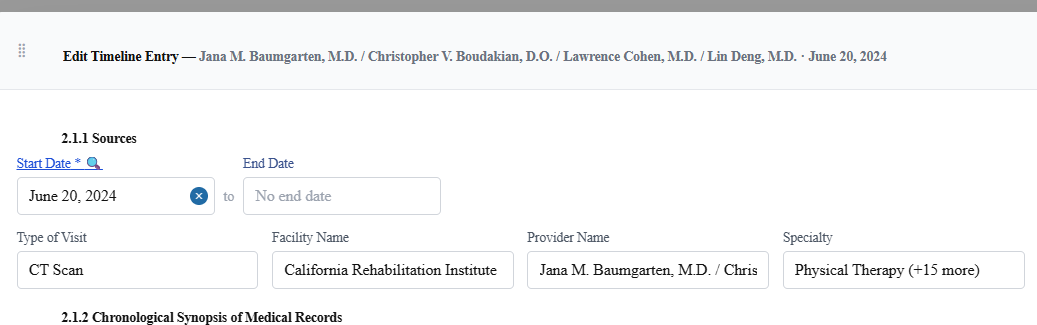 Edit Timeline Entry — Jana M. Baumgarten, M.D. / Christopher V. Boudakian, D.O. / Lawrence Cohen, M.D. / Lin Deng, M.D. · June 20, 2024
2.1.1 Sources
Start Date *
End Date
June 20, 2024
to
No end date
Type of Visit
Facility Name
Provider Name
Specialty
CT Scan
California Rehabilitation Institute
Jana M. Baumgarten, M.D. / Chris
Physical Therapy (+15 more)
2.1.2 Chronological Synopsis of Medical Records